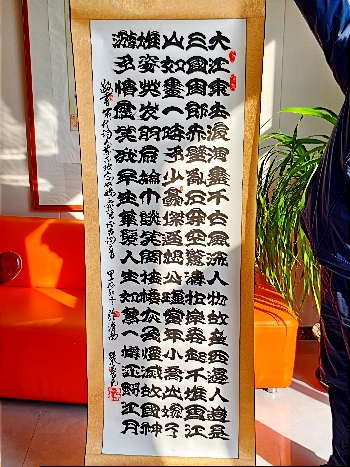 大江東去浪淘盡千古風流人物故壘西邊人道是
三國周郎赤壁亂石穿空驚濤拍岸卷起千堆雪江
山如畫一時多少豪傑遥想公瑾當年小喬出嫁了
雄姿英發羽扇綸巾談笑間檣櫓灰飛煙滅故國神
游多情應笑我早生華髮人生如夢一樽還酹江月